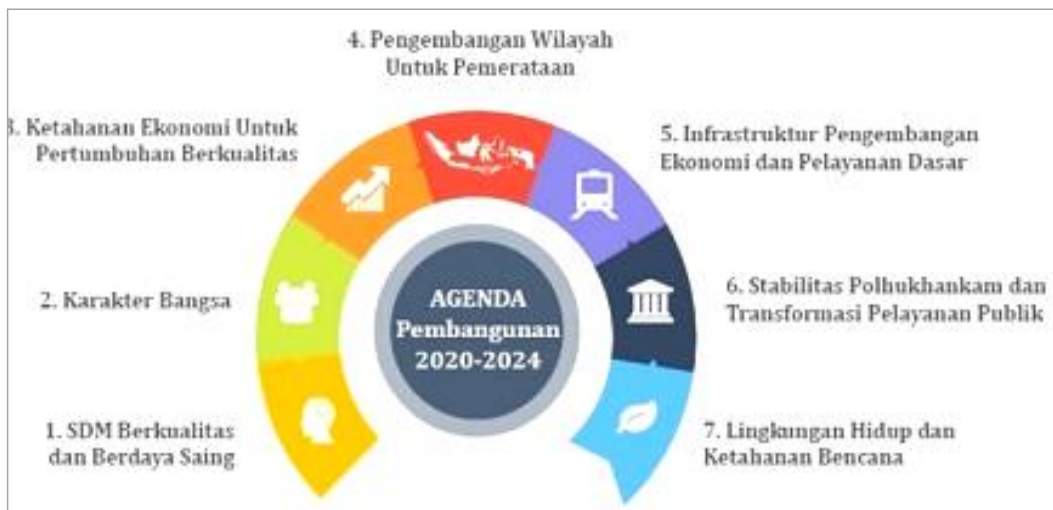 4. Pengembangan Wilayah
Untuk Pemerataan
3. Ketahanan Ekonomi Untuk
Pertumbuhan Berkualitas
5. Infrastruktur Pengembangan
Ekonomi dan Pelayanan Dasar
2. Karakter Bangsa
AGENDA
Pembangunan
2020-2024
6. Stabilitas Polhukhankam dan
Transformasi Pelayanan Publik
1. SDM Berkualitas
dan Berdaya Saing
7. Lingkungan Hidup dan
Ketahanan Bencana